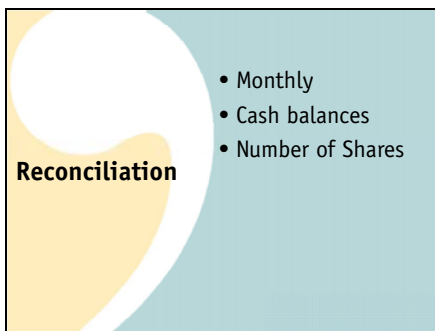 Reconciliation
• Monthly
• Cash balances
• Number of Shares